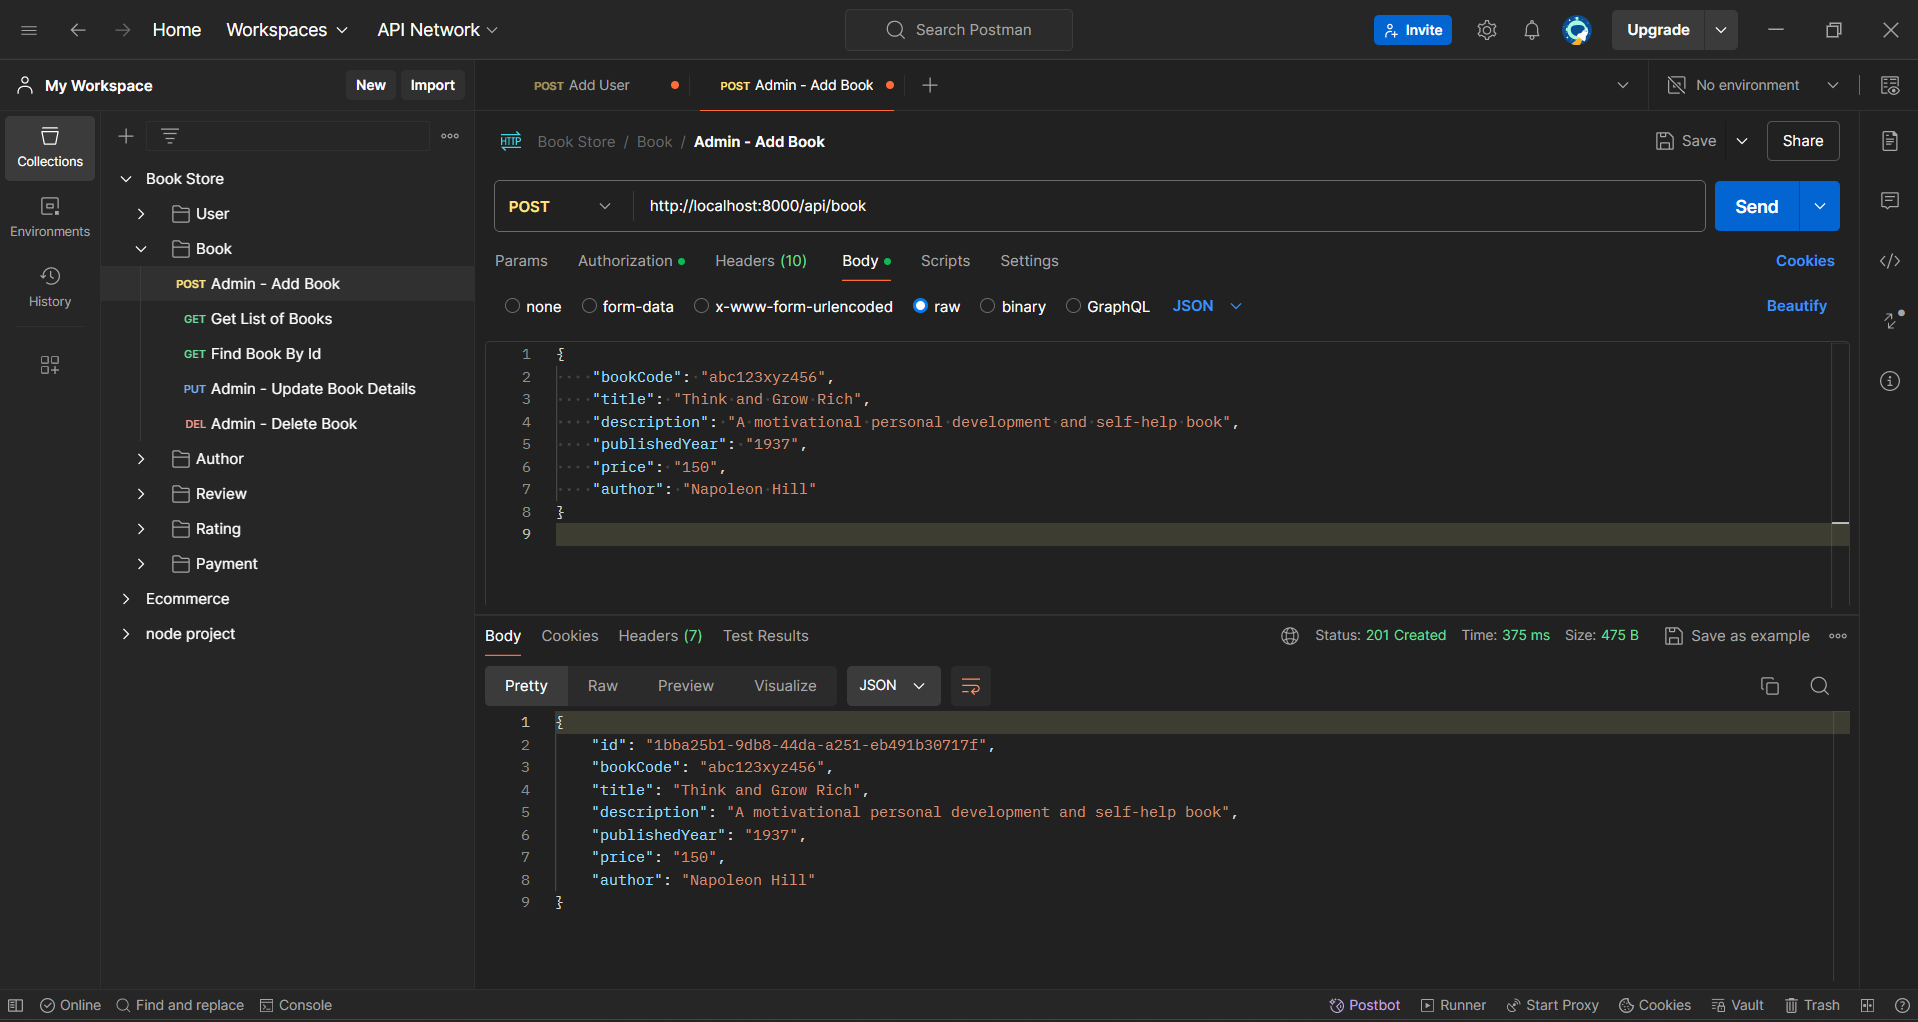 Home Workspaces API Network Search Postman Invite Upgrade
My Workspace New Import POST Add User POST Admin - Add Book No environment
Collections
Environments
History
Book Store
User
Book
POST Admin - Add Book
GET Get List of Books
GET Find Book By Id
PUT Admin - Update Book Details
DEL Admin - Delete Book
Author
Review
Rating
Payment
Ecommerce
node project
HTTP Book Store / Book / Admin - Add Book Save Share
POST http://localhost:8000/api/book Send
Params Authorization Headers (10) Body Scripts Settings Cookies
none form-data x-www-form-urlencoded raw binary GraphQL JSON Beautify
1 {
2 "bookCode": "abc123xyz456",
3 "title": "Think and Grow Rich",
4 "description": "A motivational personal development and self-help book",
5 "publishedYear": "1937",
6 "price": "150",
7 "author": "Napoleon Hill"
8 }
9
Body Cookies Headers (7) Test Results Status: 201 Created Time: 375 ms Size: 475 B Save as example
Pretty Raw Preview Visualize JSON
1 {
2 "id": "1bba25b1-9db8-44da-a251-eb491b30717f",
3 "bookCode": "abc123xyz456",
4 "title": "Think and Grow Rich",
5 "description": "A motivational personal development and self-help book",
6 "publishedYear": "1937",
7 "price": "150",
8 "author": "Napoleon Hill"
9 }
Online Find and replace Console Postbot Runner Start Proxy Cookies Vault Trash